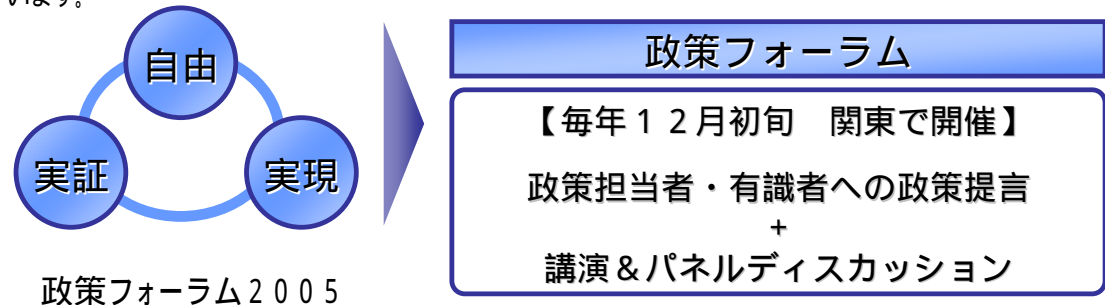 います。
自由
実証
実現
政策フォーラム
【毎年１２月初旬　関東で開催】
政策担当者・有識者への政策提言
+
講演＆パネルディスカッション
政策フォーラム２００５